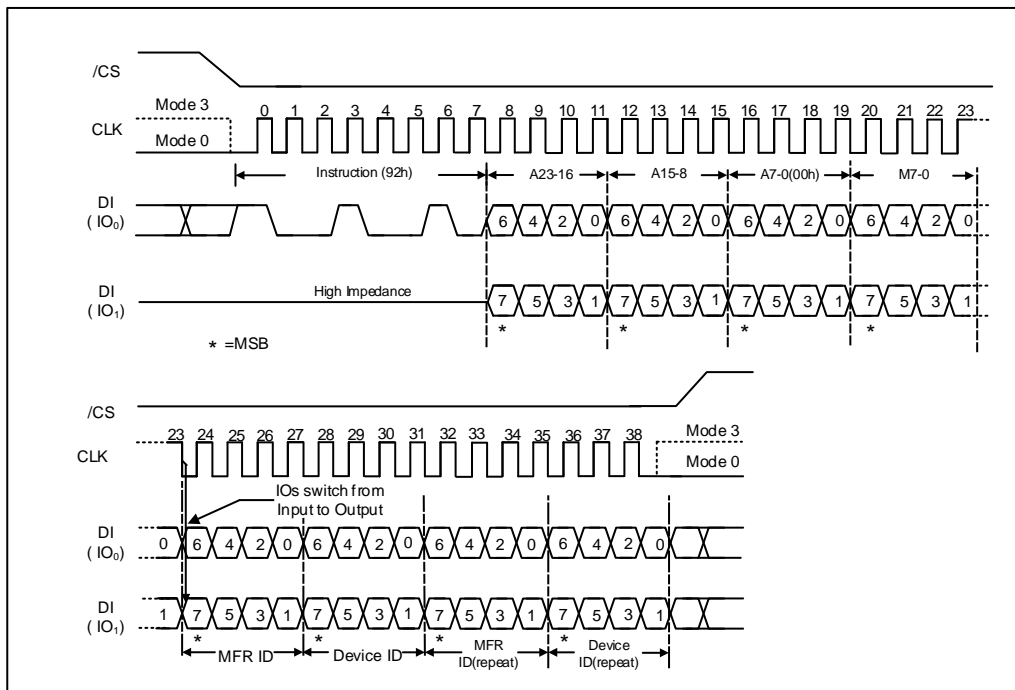 /CS
Mode 3
CLK
Mode 0
0 1 2 3 4 5 6 7 8 9 10 11 12 13 14 15 16 17 18 19 20 21 22 23
Instruction (92h)
A23-16
A15-8
A7-0(00h)
M7-0
DI
( IO₀)
6 4 2 0 6 4 2 0 6 4 2 0 6 4 2 0
DI
( IO₁)
High Impedance
7 5 3 1 7 5 3 1 7 5 3 1 7 5 3 1
* * * *
* =MSB
/CS
CLK
23 24 25 26 27 28 29 30 31 32 33 34 35 36 37 38
Mode 3
Mode 0
IOs switch from
Input to Output
DI
( IO₀)
0 6 4 2 0 6 4 2 0 6 4 2 0 6 4 2 0
DI
( IO₁)
1 7 5 3 1 7 5 3 1 7 5 3 1 7 5 3 1
* * * *
MFR ID
Device ID
MFR
ID(repeat)
Device
ID(repeat)